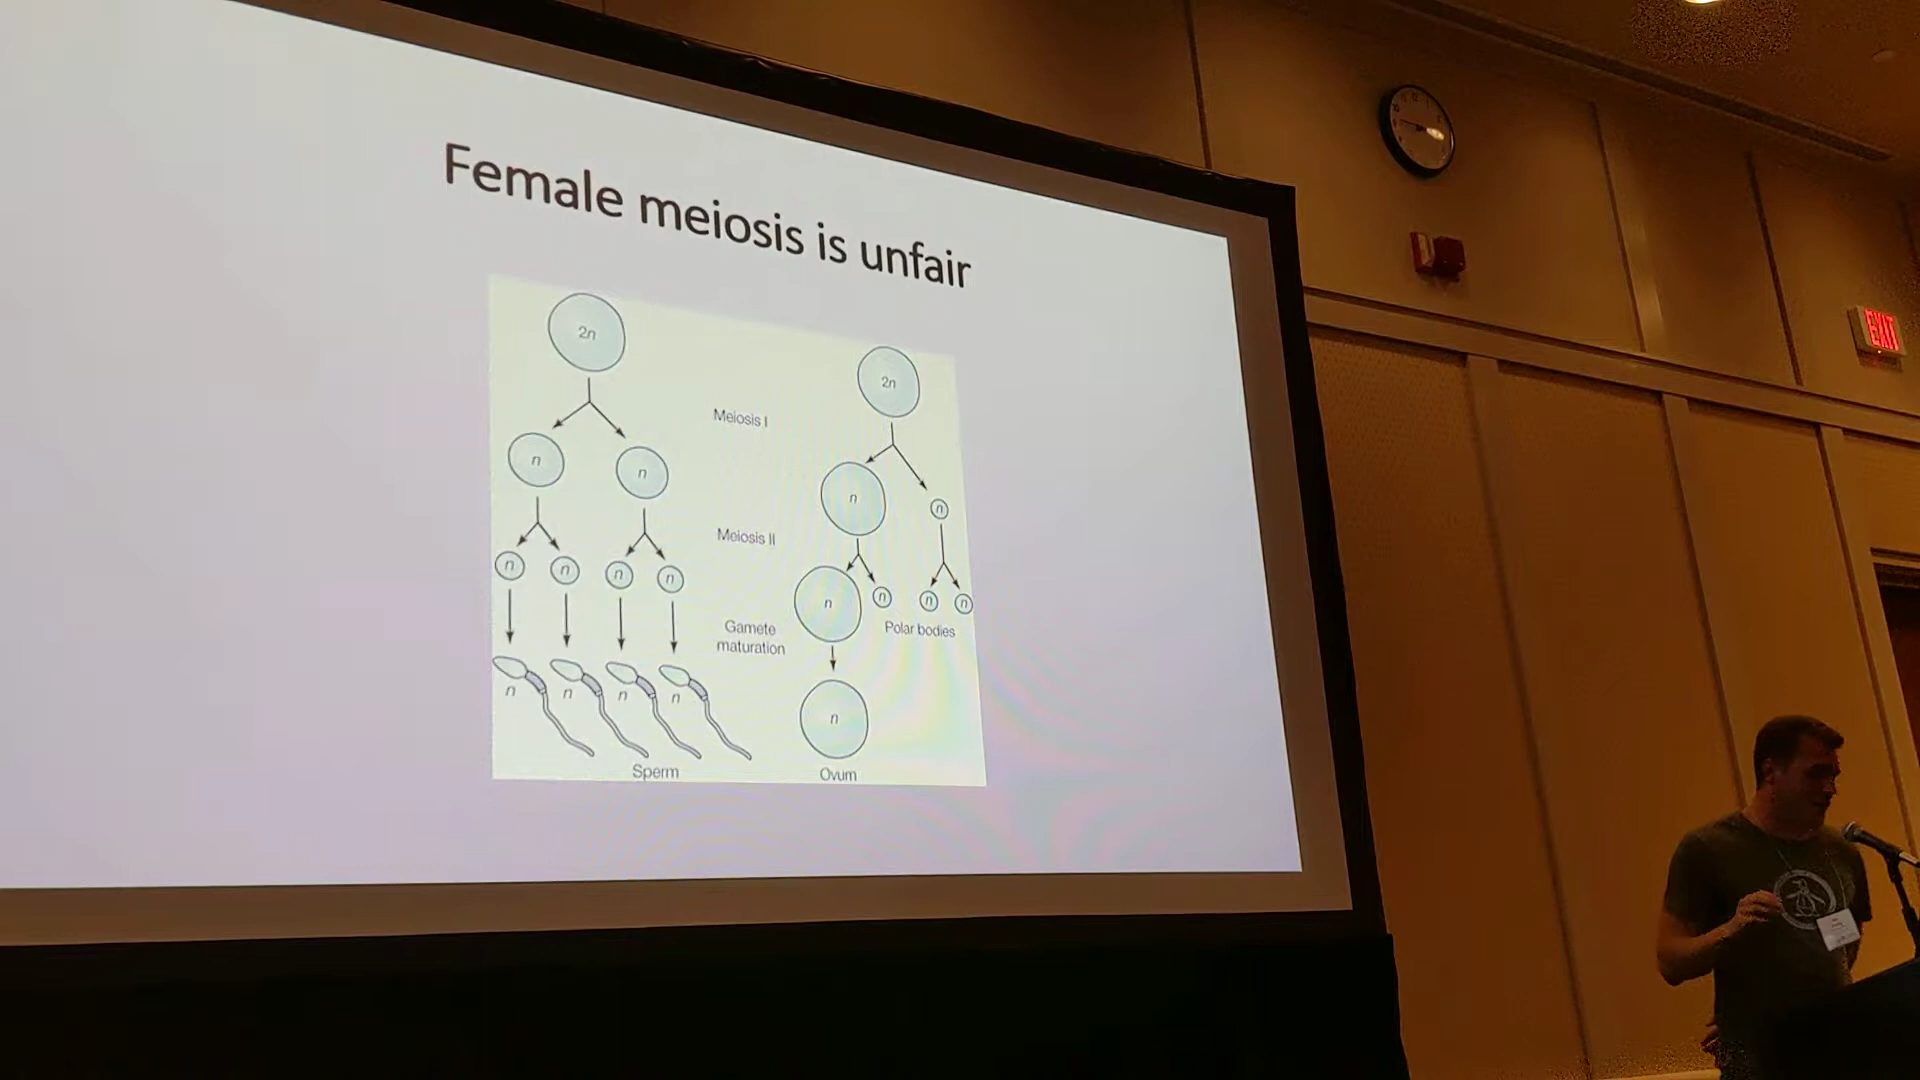 Female meiosis is unfair
2n
2n
Meiosis I
n
n
n
n
Meiosis II
n
n
n
n
n
n
n
n
Polar bodies
Gamete
maturation
n
n
n
n
n
Sperm
Ovum
EXIT